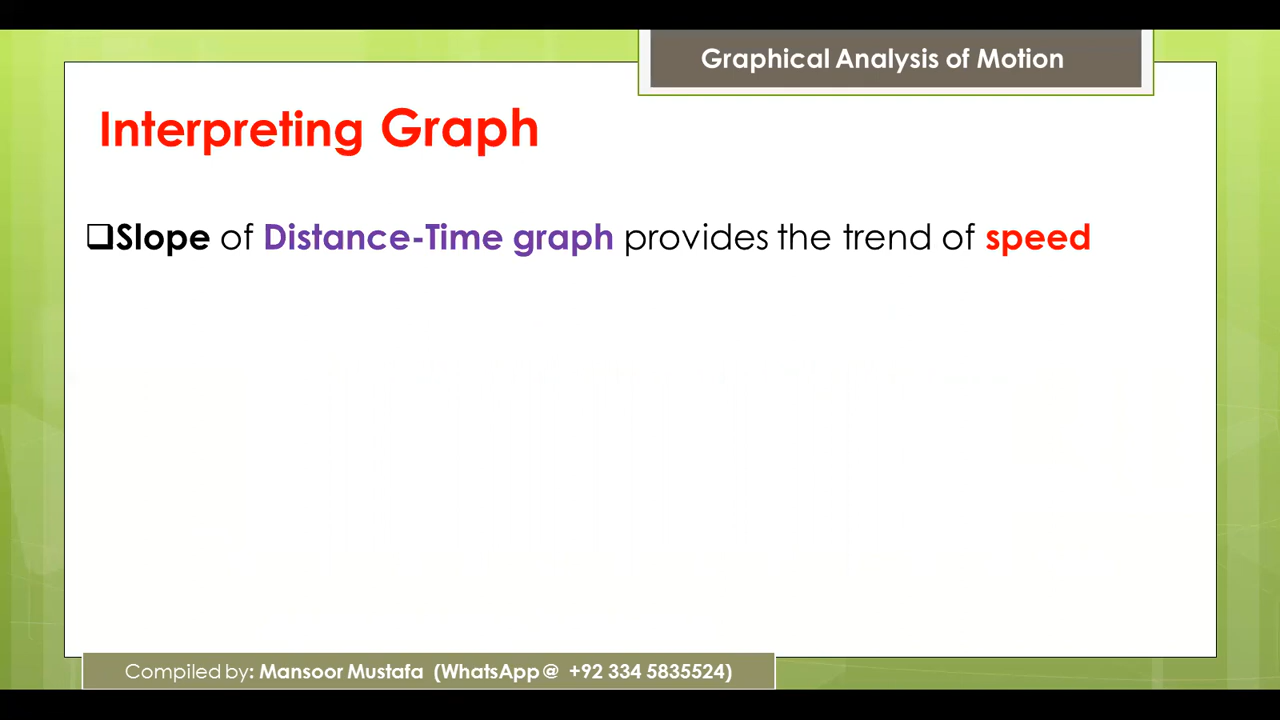 Graphical Analysis of Motion
Interpreting Graph
❑Slope of Distance-Time graph provides the trend of speed
Compiled by: Mansoor Mustafa (WhatsApp@ +92 334 5835524)